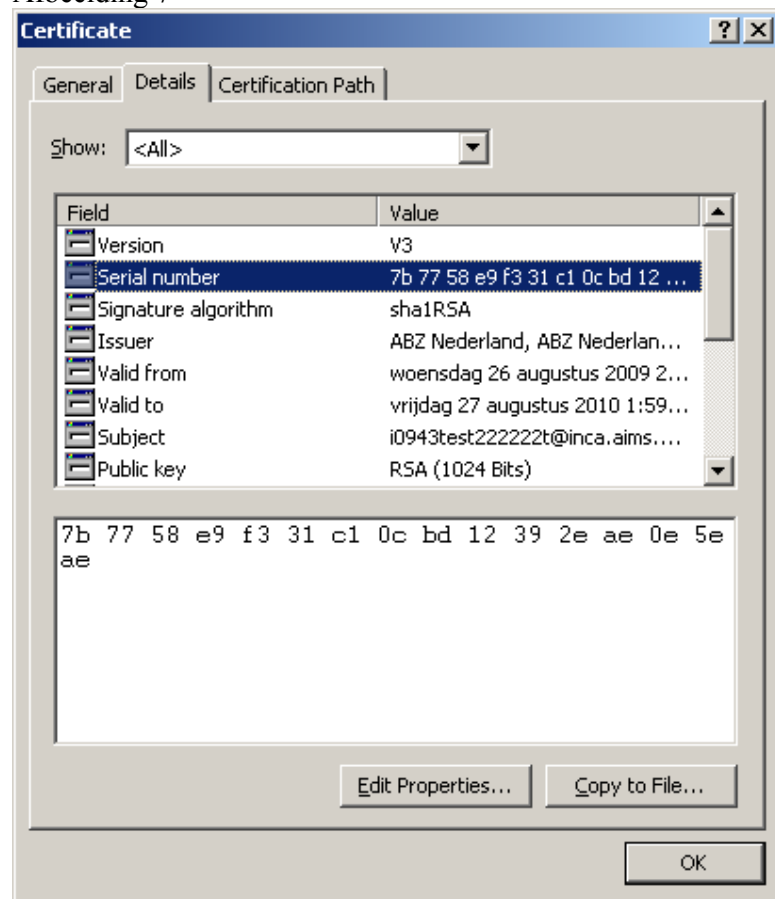 Certificate
General Details Certification Path
Show: <All>
Field Value
Version V3
Serial number 7b 77 58 e9 f3 31 c1 0c bd 12 ...
Signature algorithm sha1RSA
Issuer ABZ Nederland, ABZ Nederlan...
Valid from woensdag 26 augustus 2009 2...
Valid to vrijdag 27 augustus 2010 1:59...
Subject i0943test222222t@inca.aims....
Public key RSA (1024 Bits)
7b 77 58 e9 f3 31 c1 0c bd 12 39 2e ae 0e 5e
ae
Edit Properties... Copy to File...
OK